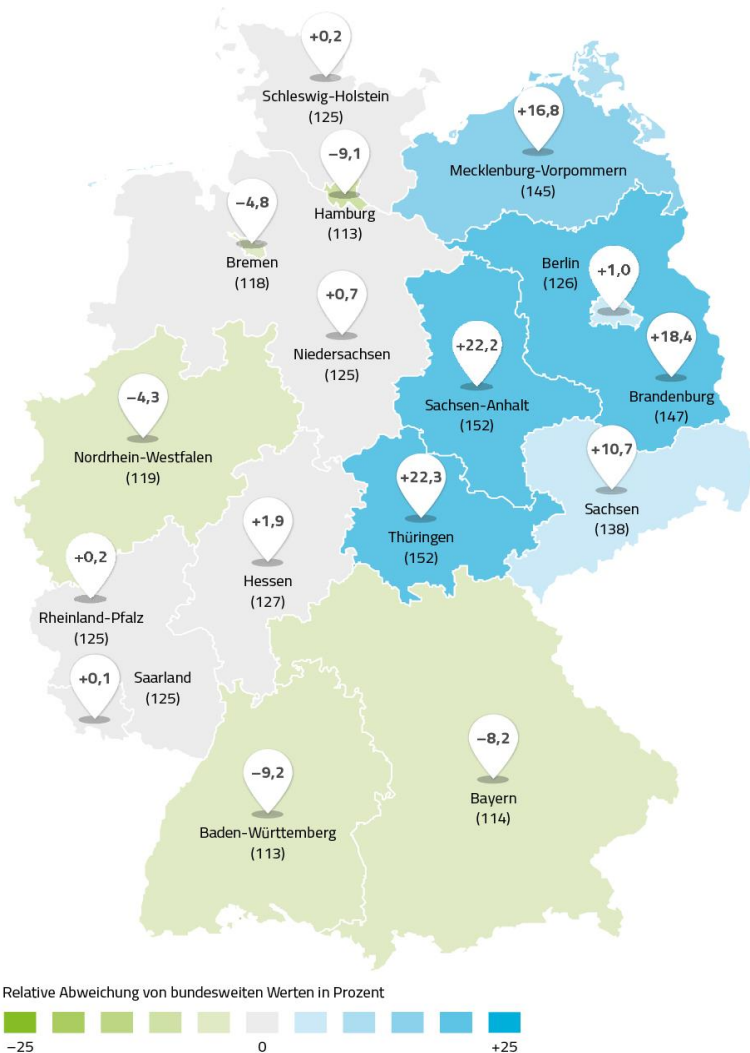 +0,2
Schleswig-Holstein
(125)
+16,8
Mecklenburg-Vorpommern
(145)
–9,1
Hamburg
(113)
–4,8
Bremen
(118)
Berlin
(126)
+1,0
+0,7
Niedersachsen
(125)
+22,2
Sachsen-Anhalt
(152)
+18,4
Brandenburg
(147)
–4,3
Nordrhein-Westfalen
(119)
+10,7
Sachsen
(138)
+22,3
Thüringen
(152)
+1,9
Hessen
(127)
+0,2
Rheinland-Pfalz
(125)
+0,1
Saarland
(125)
–8,2
Bayern
(114)
–9,2
Baden-Württemberg
(113)
Relative Abweichung von bundesweiten Werten in Prozent
–25 0 +25